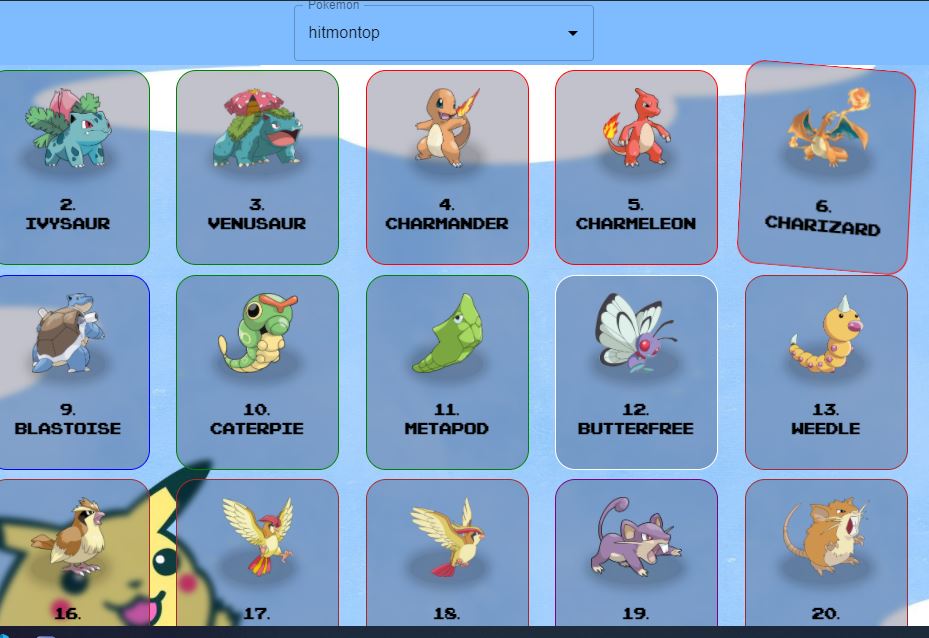 Pokemon
hitmontop
2.
IVYSAUR
3.
VENUSAUR
4.
CHARMANDER
5.
CHARMELEON
6.
CHARIZARD
9.
BLASTOISE
10.
CATERPIE
11.
METAPOD
12.
BUTTERFREE
13.
WEEDLE
16.
17.
18.
19.
20.